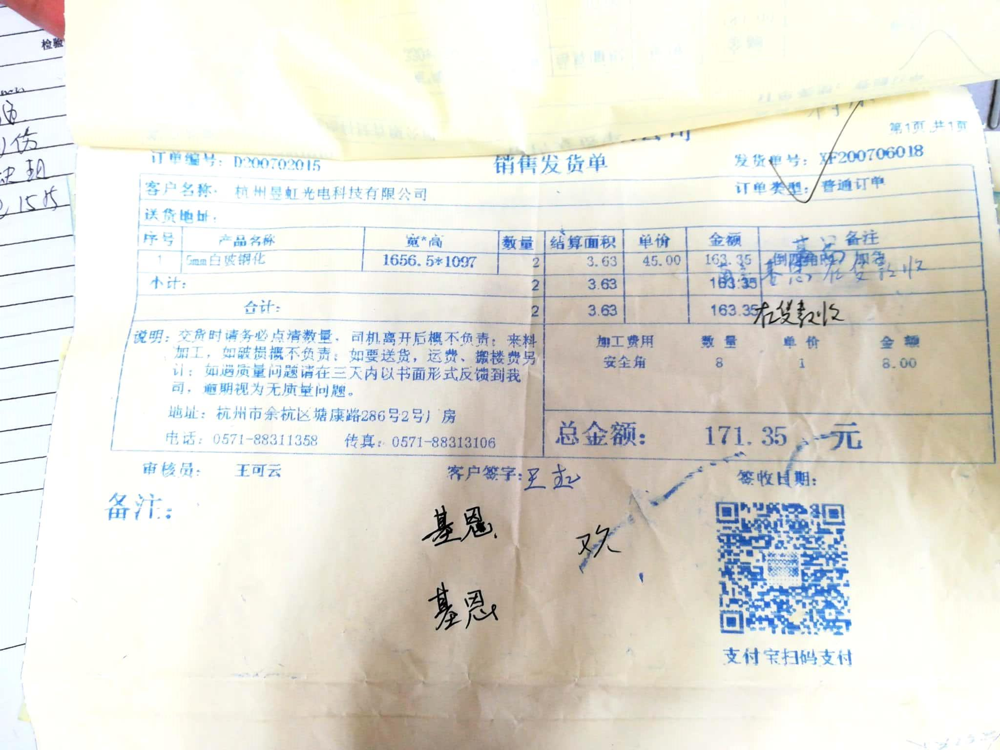 检验
第1页,共1页
订单编号: D200702015
销售发货单
发货单号: XF200706018
客户名称: 杭州昱虹光电科技有限公司
订单类型: 普通订单
送货地址:
序号 产品名称 宽*高 数量 结算面积 单价 金额 备注
1 5mm白玻钢化 1656.5*1097 2 3.63 45.00 163.35 倒四角 加急
小计: 2 3.63 163.35
合计: 2 3.63 163.35
说明: 交货时请务必点清数量, 司机离开后概不负责; 来料
加工, 如破损概不负责; 如要送货, 运费、搬楼费另
计; 如遇质量问题请在三天内以书面形式反馈到我
司, 逾期视为无质量问题。
地址: 杭州市余杭区塘康路286号2号厂房
电话: 0571-88311358 传真: 0571-88313106
加工费用 数量 单价 金额
安全角 8 1 8.00
总金额: 171.35 元
审核员: 王可云
客户签字:
签收日期:
备注:
基恩
欢
基恩
支付宝扫码支付